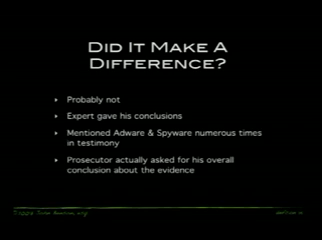 DID IT MAKE A
DIFFERENCE?
Probably not
Expert gave his conclusions
Mentioned Adware & Spyware numerous times
in testimony
Prosecutor actually asked for his overall
conclusion about the evidence